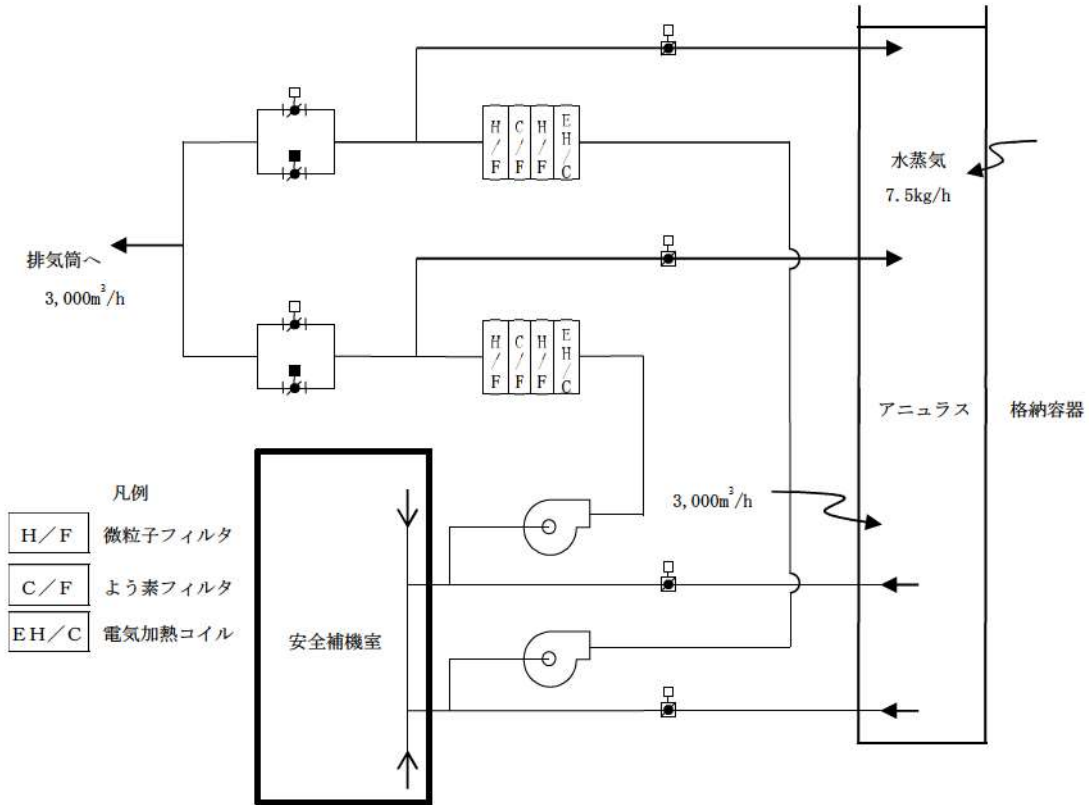 H/F
C/F
H/F
EH/C
水蒸気
7.5kg/h
排気筒へ
3,000m³/h
H/F
C/F
H/F
EH/C
アニュラス
格納容器
3,000m³/h
凡例
H/F 微粒子フィルタ
C/F よう素フィルタ
EH/C 電気加熱コイル
安全補機室